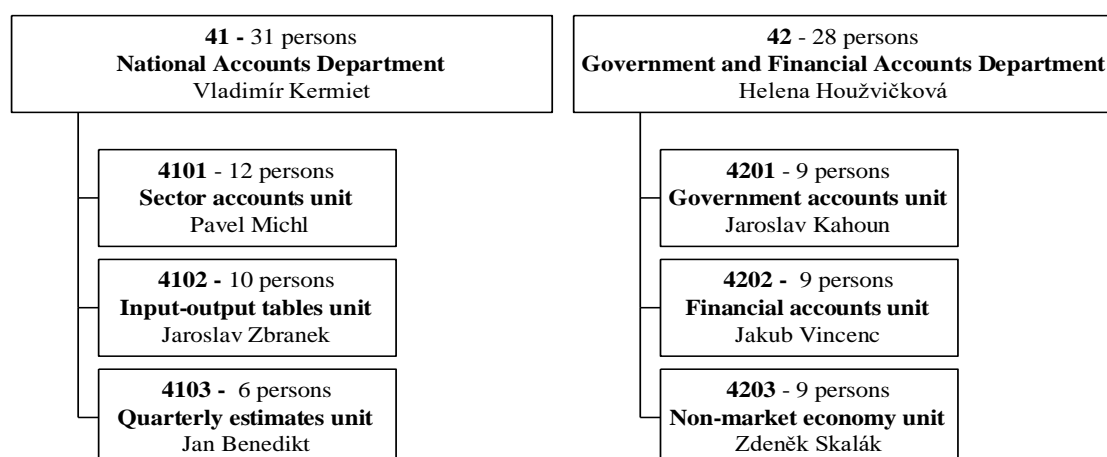 41 - 31 persons
National Accounts Department
Vladimír Kermiet
4101 - 12 persons
Sector accounts unit
Pavel Michl
4102 - 10 persons
Input-output tables unit
Jaroslav Zbranek
4103 - 6 persons
Quarterly estimates unit
Jan Benedikt
42 - 28 persons
Government and Financial Accounts Department
Helena Houžvičková
4201 - 9 persons
Government accounts unit
Jaroslav Kahoun
4202 - 9 persons
Financial accounts unit
Jakub Vincenc
4203 - 9 persons
Non-market economy unit
Zdeněk Skalák